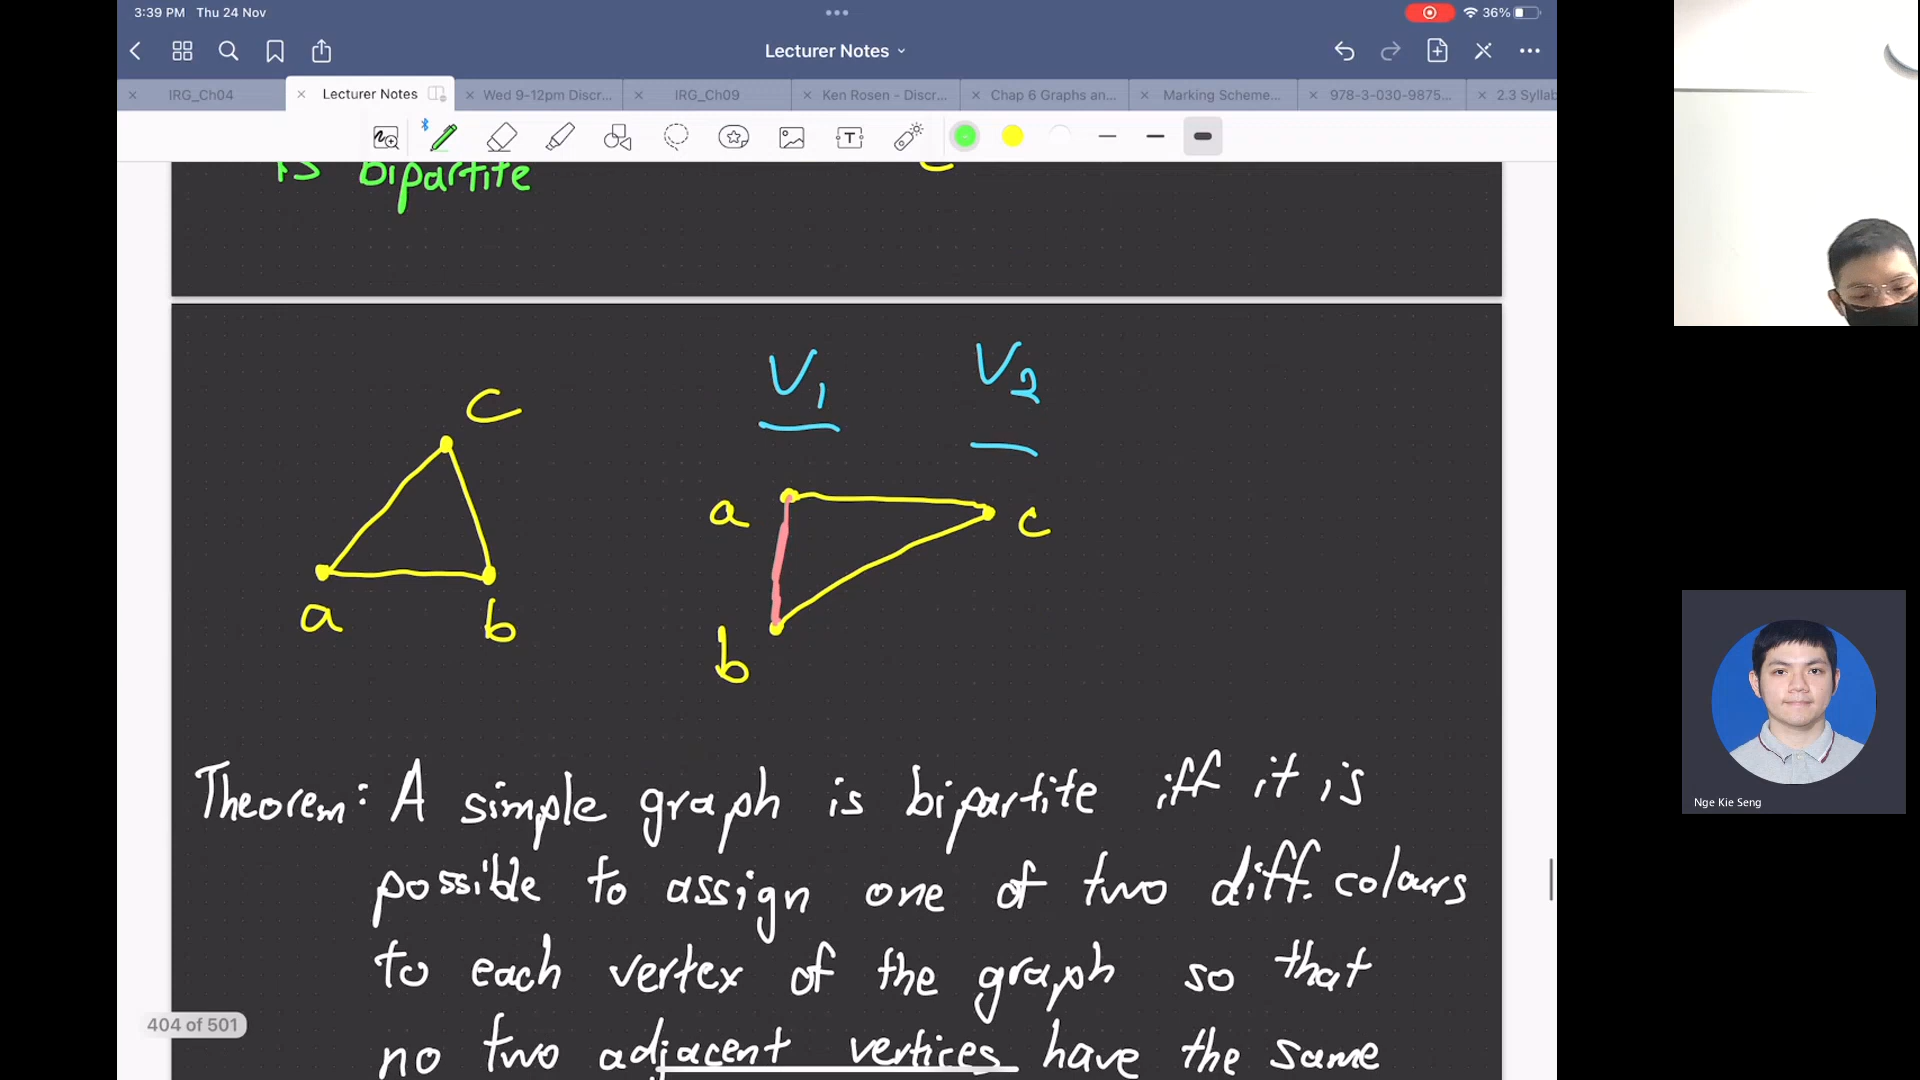 3:39 PM Thu 24 Nov
36%
Lecturer Notes
IRG_Ch04
Lecturer Notes
Wed 9-12pm Discr...
IRG_Ch09
Ken Rosen - Discr...
Chap 6 Graphs an...
Marking Scheme...
978-3-030-9875...
2.3 Syllab
is bipartite
V1 V2
c
a c
a b
b
Theorem: A simple graph is bipartite iff it is
possible to assign one of two diff. colours
to each vertex of the graph so that
no two adjacent vertices have the same
404 of 501
Nge Kie Seng